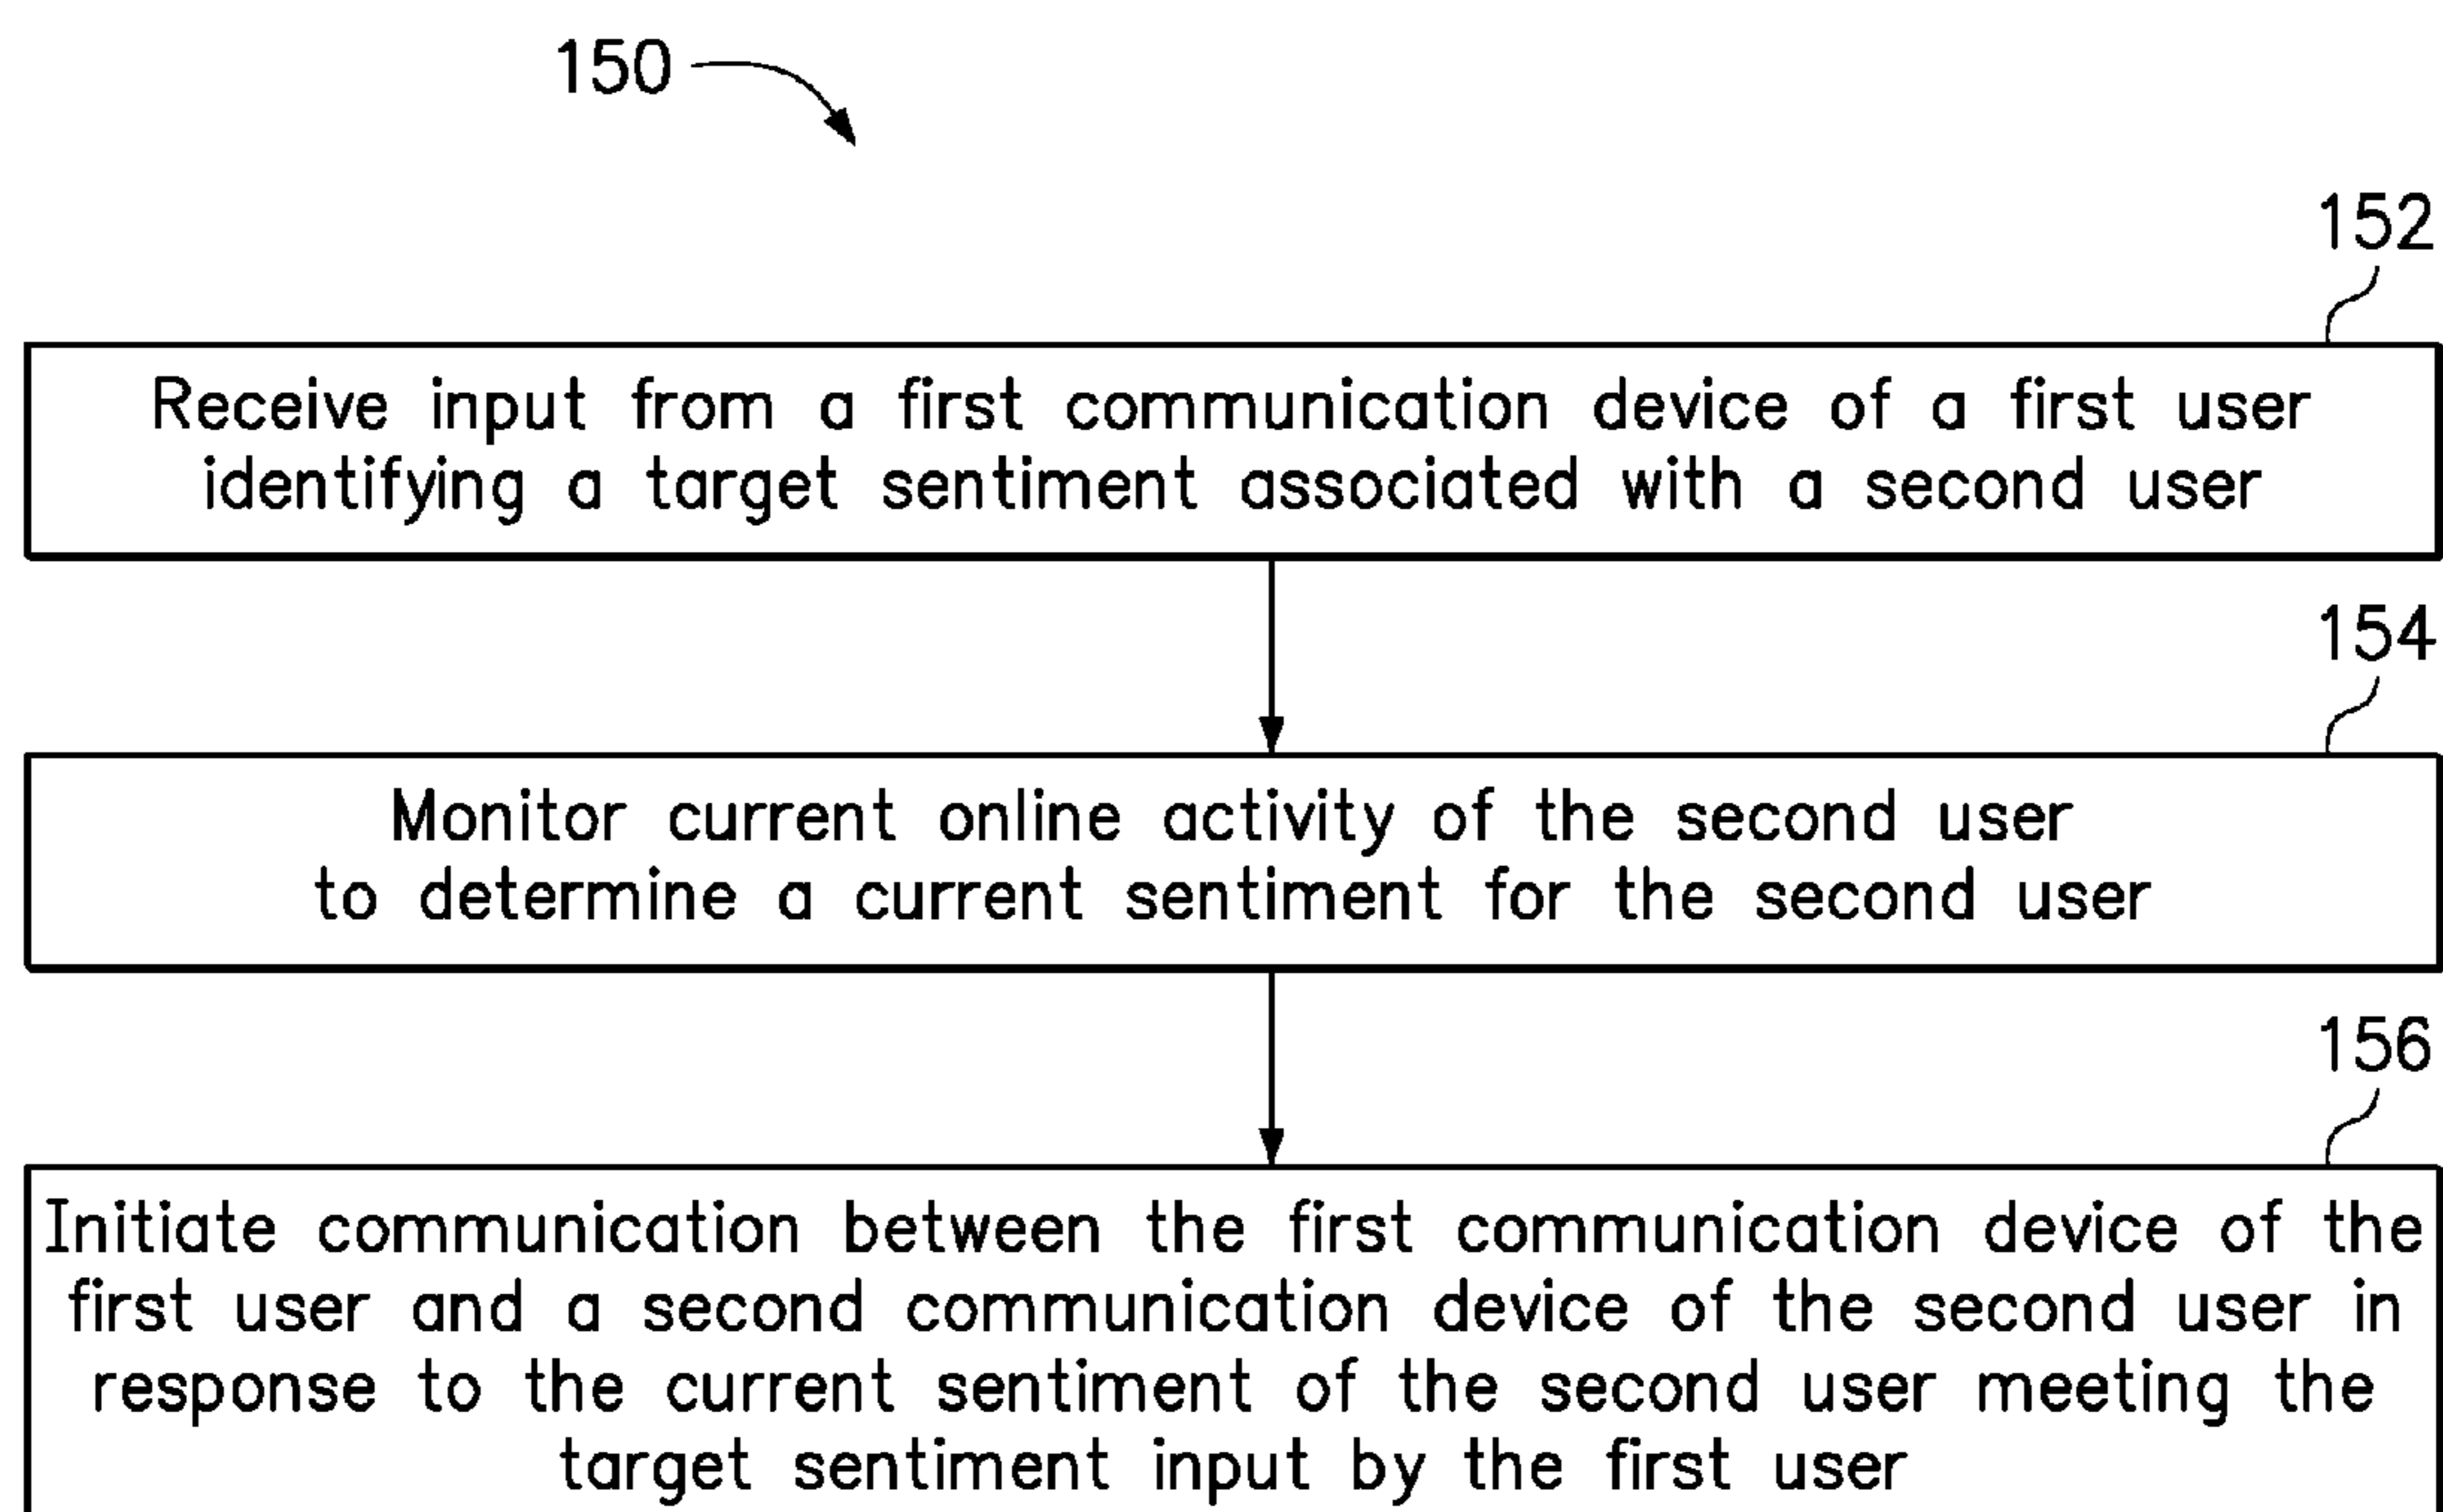 150
152
Receive input from a first communication device of a first user
identifying a target sentiment associated with a second user
154
Monitor current online activity of the second user
to determine a current sentiment for the second user
156
Initiate communication between the first communication device of the
first user and a second communication device of the second user in
response to the current sentiment of the second user meeting the
target sentiment input by the first user